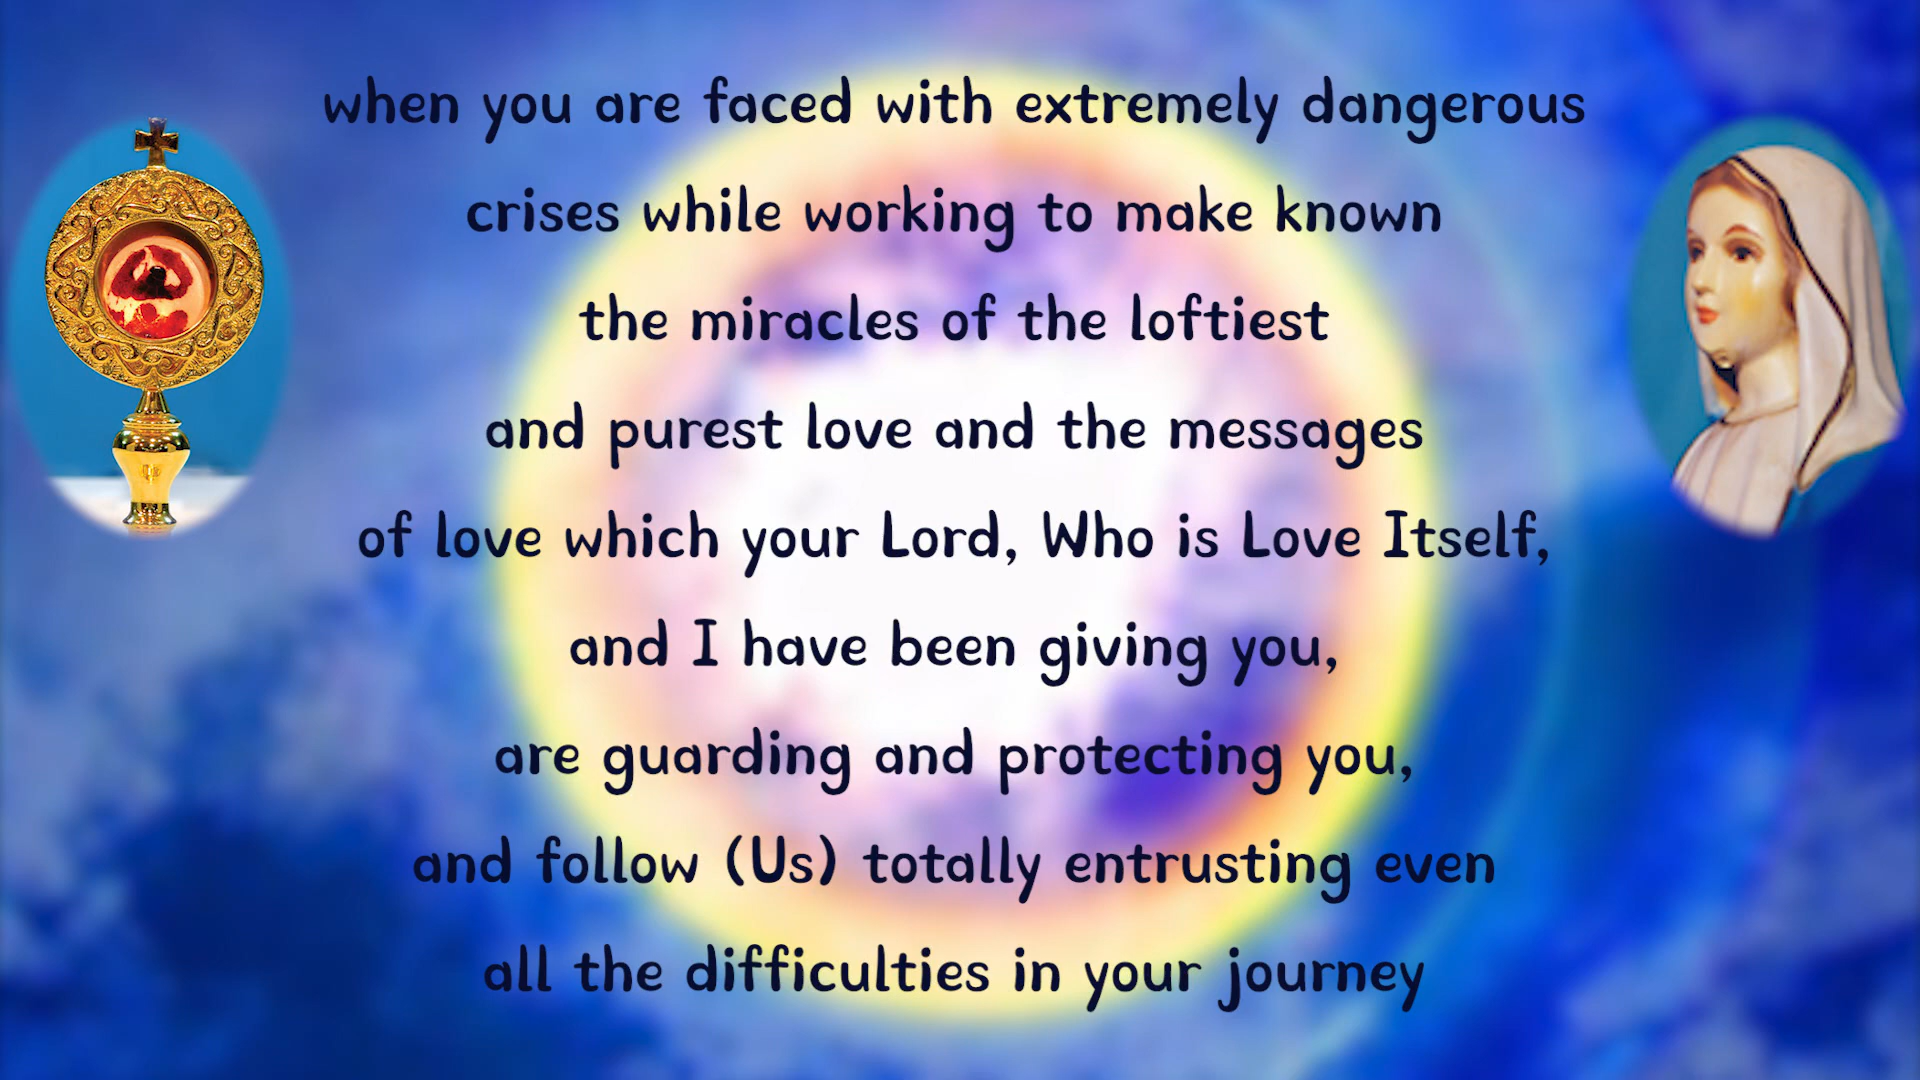 when you are faced with extremely dangerous
crises while working to make known
the miracles of the loftiest
and purest love and the messages
of love which your Lord, Who is Love Itself,
and I have been giving you,
are guarding and protecting you,
and follow (Us) totally entrusting even
all the difficulties in your journey